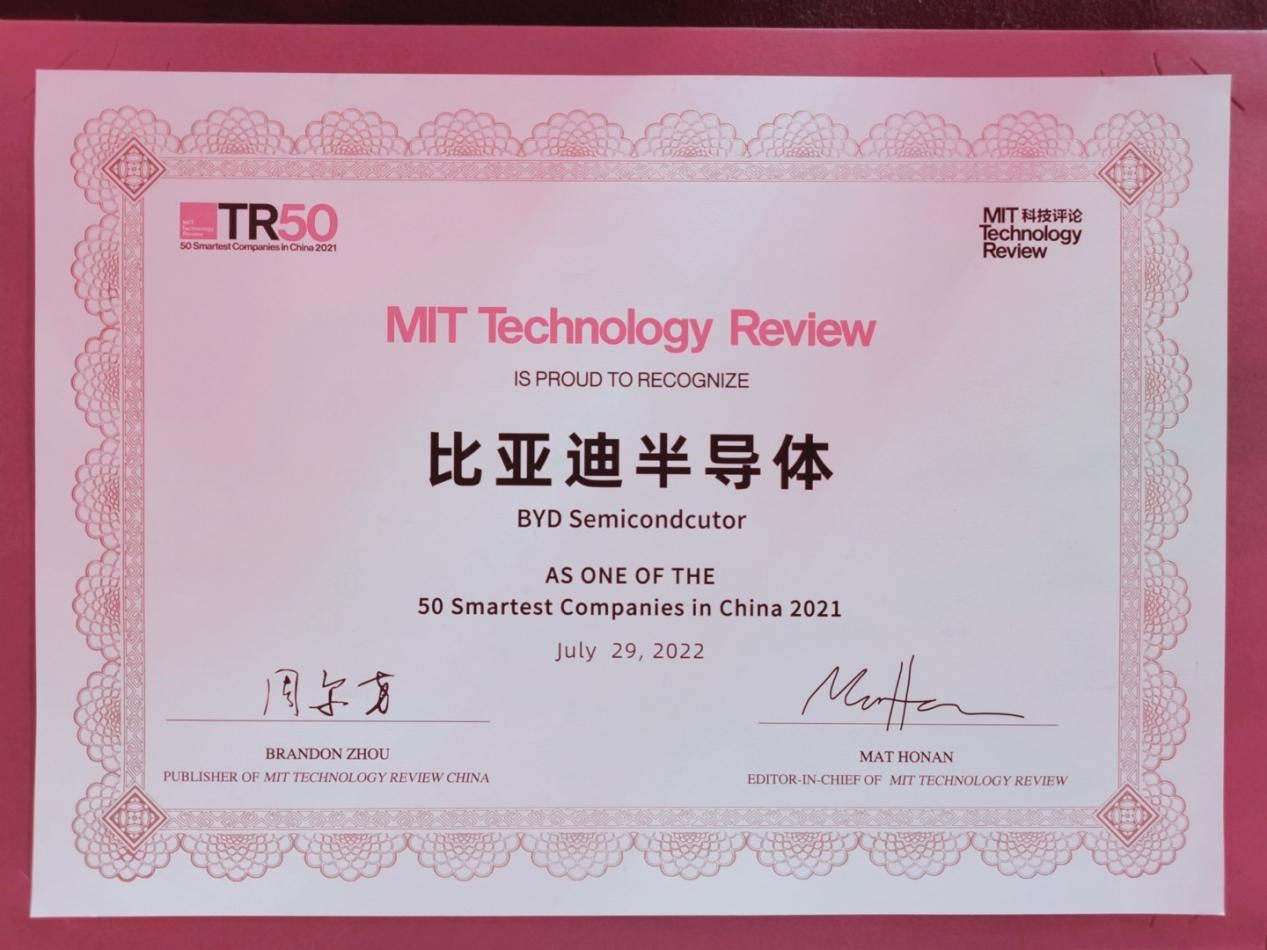 MIT
Technology
Review
TR50
50 Smartest Companies in China 2021
MIT 科技评论
Technology
Review
MIT Technology Review
IS PROUD TO RECOGNIZE
比亚迪半导体
BYD Semicondcutor
AS ONE OF THE
50 Smartest Companies in China 2021
July 29, 2022
BRANDON ZHOU
PUBLISHER OF MIT TECHNOLOGY REVIEW CHINA
Mat Honan
MAT HONAN
EDITOR-IN-CHIEF OF MIT TECHNOLOGY REVIEW